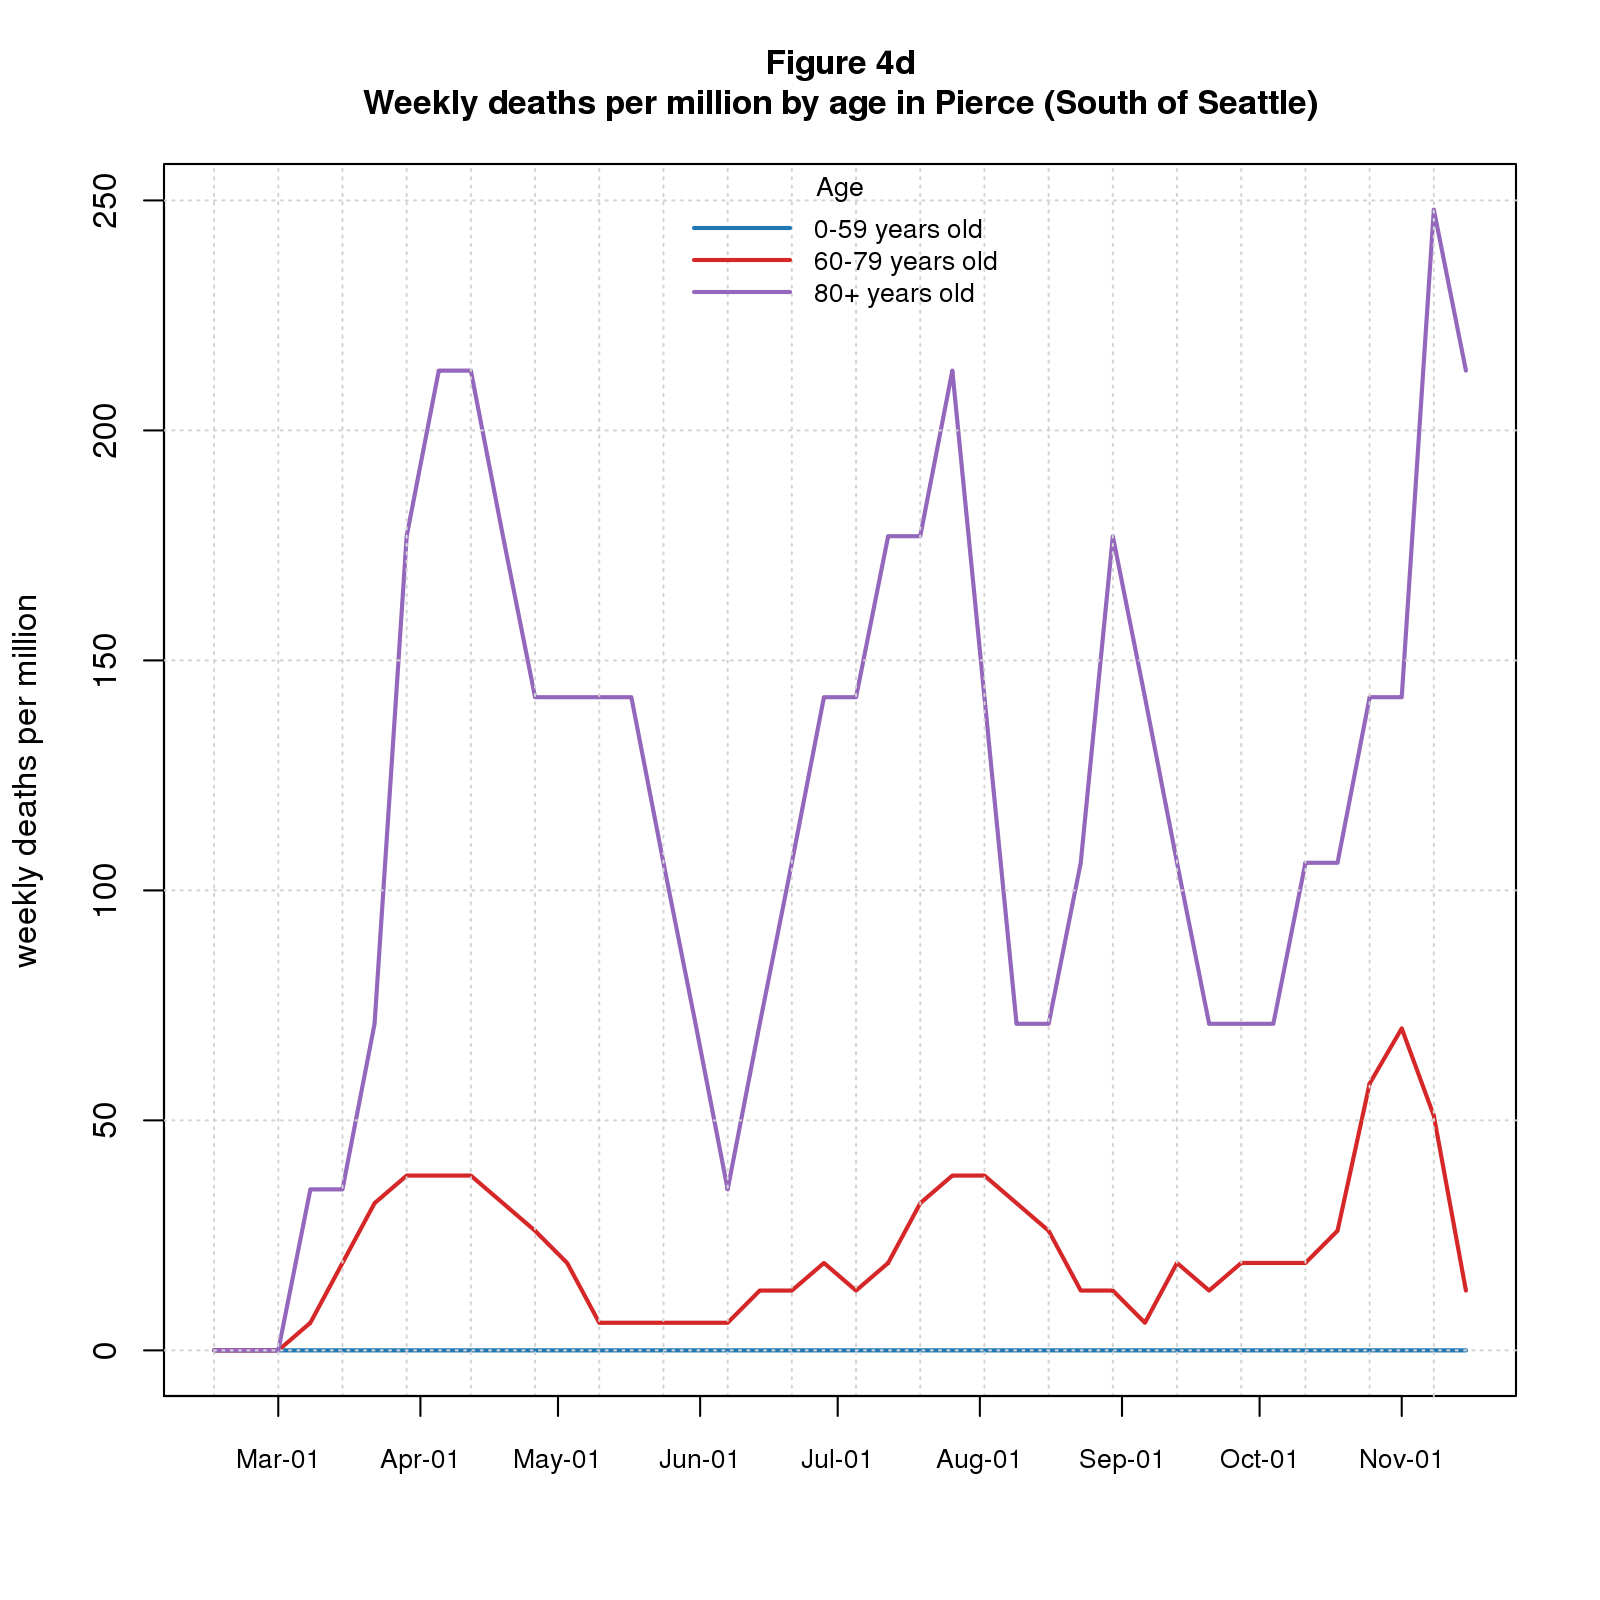 Figure 4d
Weekly deaths per million by age in Pierce (South of Seattle)
Age
0-59 years old
60-79 years old
80+ years old
weekly deaths per million
250
200
150
100
50
0
Mar-01 Apr-01 May-01 Jun-01 Jul-01 Aug-01 Sep-01 Oct-01 Nov-01